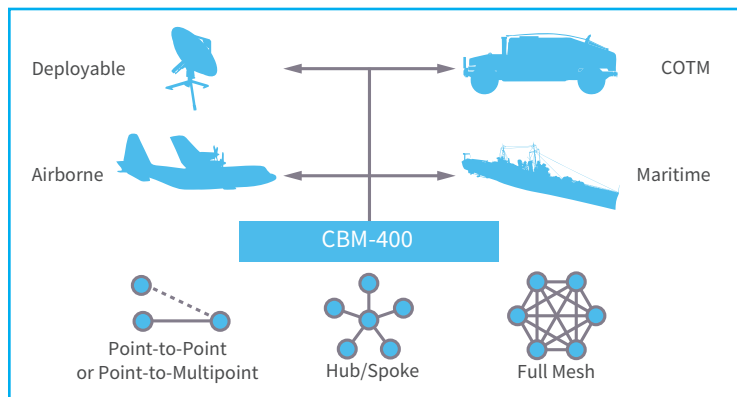 Deployable
COTM
Airborne
Maritime
CBM-400
Point-to-Point
or Point-to-Multipoint
Hub/Spoke
Full Mesh